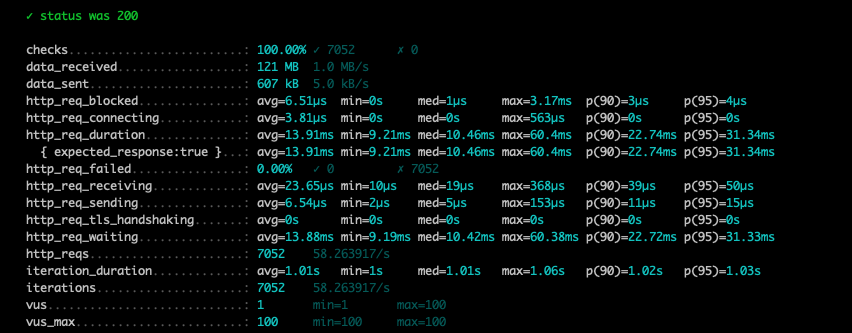 ✓ status was 200
checks.........................: 100.00% ✓ 7052 ✗ 0
data_received..................: 121 MB 1.0 MB/s
data_sent......................: 607 kB 5.0 kB/s
http_req_blocked...............: avg=6.51µs min=0s med=1µs max=3.17ms p(90)=3µs p(95)=4µs
http_req_connecting............: avg=3.81µs min=0s med=0s max=563µs p(90)=0s p(95)=0s
http_req_duration..............: avg=13.91ms min=9.21ms med=10.46ms max=60.4ms p(90)=22.74ms p(95)=31.34ms
{ expected_response:true }...: avg=13.91ms min=9.21ms med=10.46ms max=60.4ms p(90)=22.74ms p(95)=31.34ms
http_req_failed................: 0.00% ✓ 0 ✗ 7052
http_req_receiving.............: avg=23.65µs min=10µs med=19µs max=368µs p(90)=39µs p(95)=50µs
http_req_sending...............: avg=6.54µs min=2µs med=5µs max=153µs p(90)=11µs p(95)=15µs
http_req_tls_handshaking.......: avg=0s min=0s med=0s max=0s p(90)=0s p(95)=0s
http_req_waiting...............: avg=13.88ms min=9.19ms med=10.42ms max=60.38ms p(90)=22.72ms p(95)=31.33ms
http_reqs......................: 7052 58.263917/s
iteration_duration.............: avg=1.01s min=1s med=1.01s max=1.06s p(90)=1.02s p(95)=1.03s
iterations.....................: 7052 58.263917/s
vus............................: 1 min=1 max=100
vus_max........................: 100 min=100 max=100